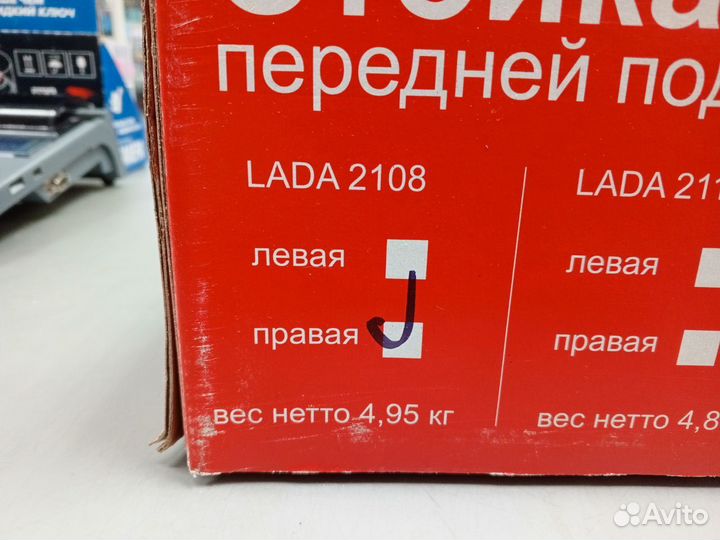 Стойка
передней под
LADA 2108
левая
правая
вес нетто 4,95 кг
LADA 211
левая
правая
вес нетто 4,8
Avito